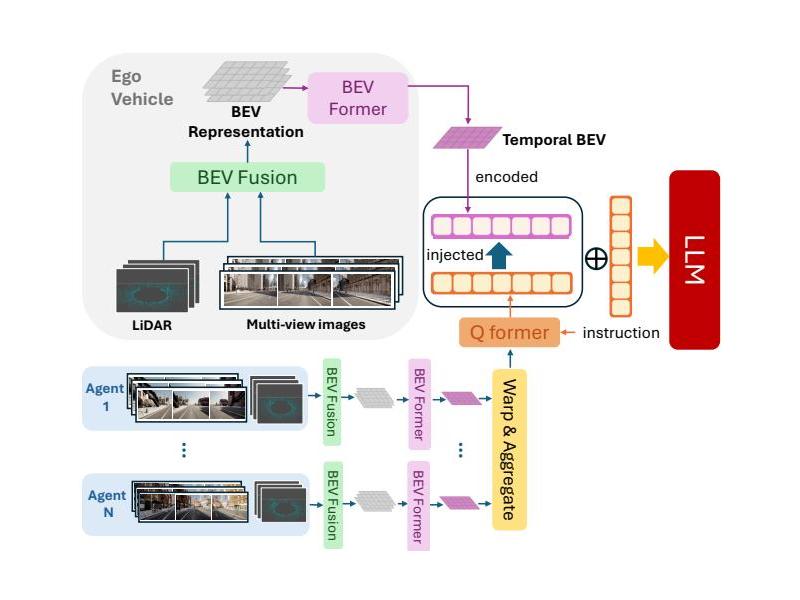 Ego
Vehicle
BEV
Representation
BEV
Former
BEV Fusion
LiDAR
Multi-view images
Temporal BEV
encoded
injected
Q former
instruction
LLM
Agent
1
BEV Fusion
BEV Former
Warp & Aggregate
Agent
N
BEV Fusion
BEV Former